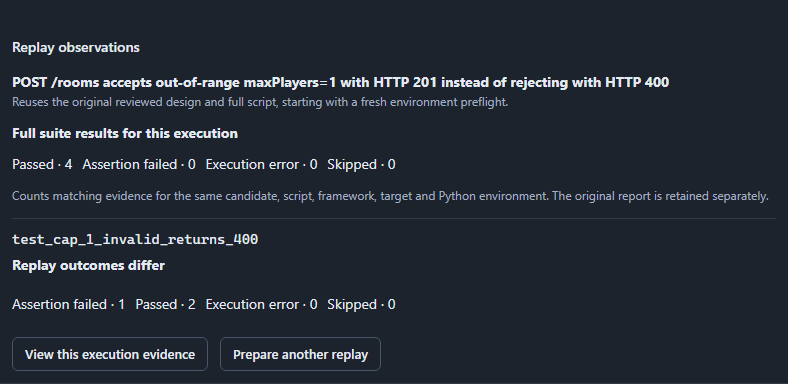 Replay observations
POST /rooms accepts out-of-range maxPlayers=1 with HTTP 201 instead of rejecting with HTTP 400
Reuses the original reviewed design and full script, starting with a fresh environment preflight.
Full suite results for this execution
Passed · 4 Assertion failed · 0 Execution error · 0 Skipped · 0
Counts matching evidence for the same candidate, script, framework, target and Python environment. The original report is retained separately.
test_cap_1_invalid_returns_400
Replay outcomes differ
Assertion failed · 1 Passed · 2 Execution error · 0 Skipped · 0
View this execution evidence Prepare another replay